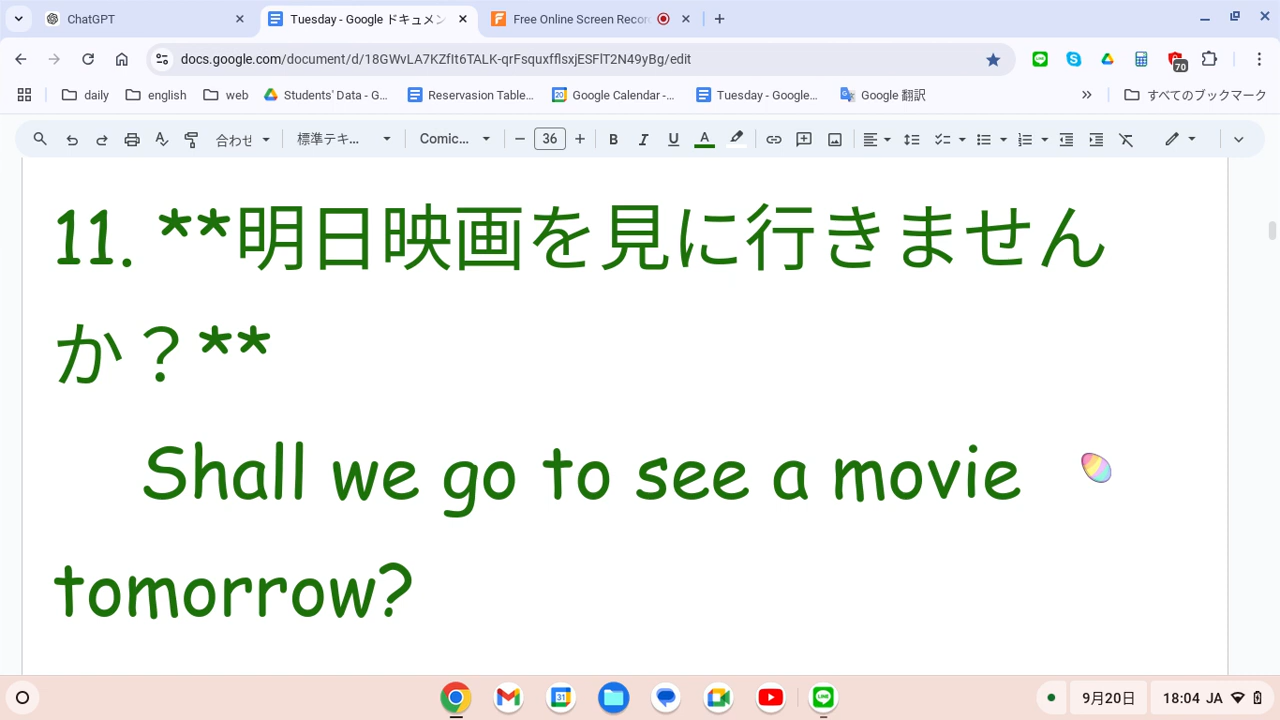 ChatGPT
Tuesday - Google ドキュメン
Free Online Screen Recor
docs.google.com/document/d/
/edit
70
daily
english
web
Students' Data - G...
Reservasion Table...
Google Calendar -...
Tuesday - Google...
Google 翻訳
»
すべてのブックマーク
合わせ
標準テキ...
Comic...
36
B
I
U
A
11. **明日映画を見に行きません
か？**
Shall we go to see a movie
tomorrow?
31
LINE
9月20日
18:04 JA